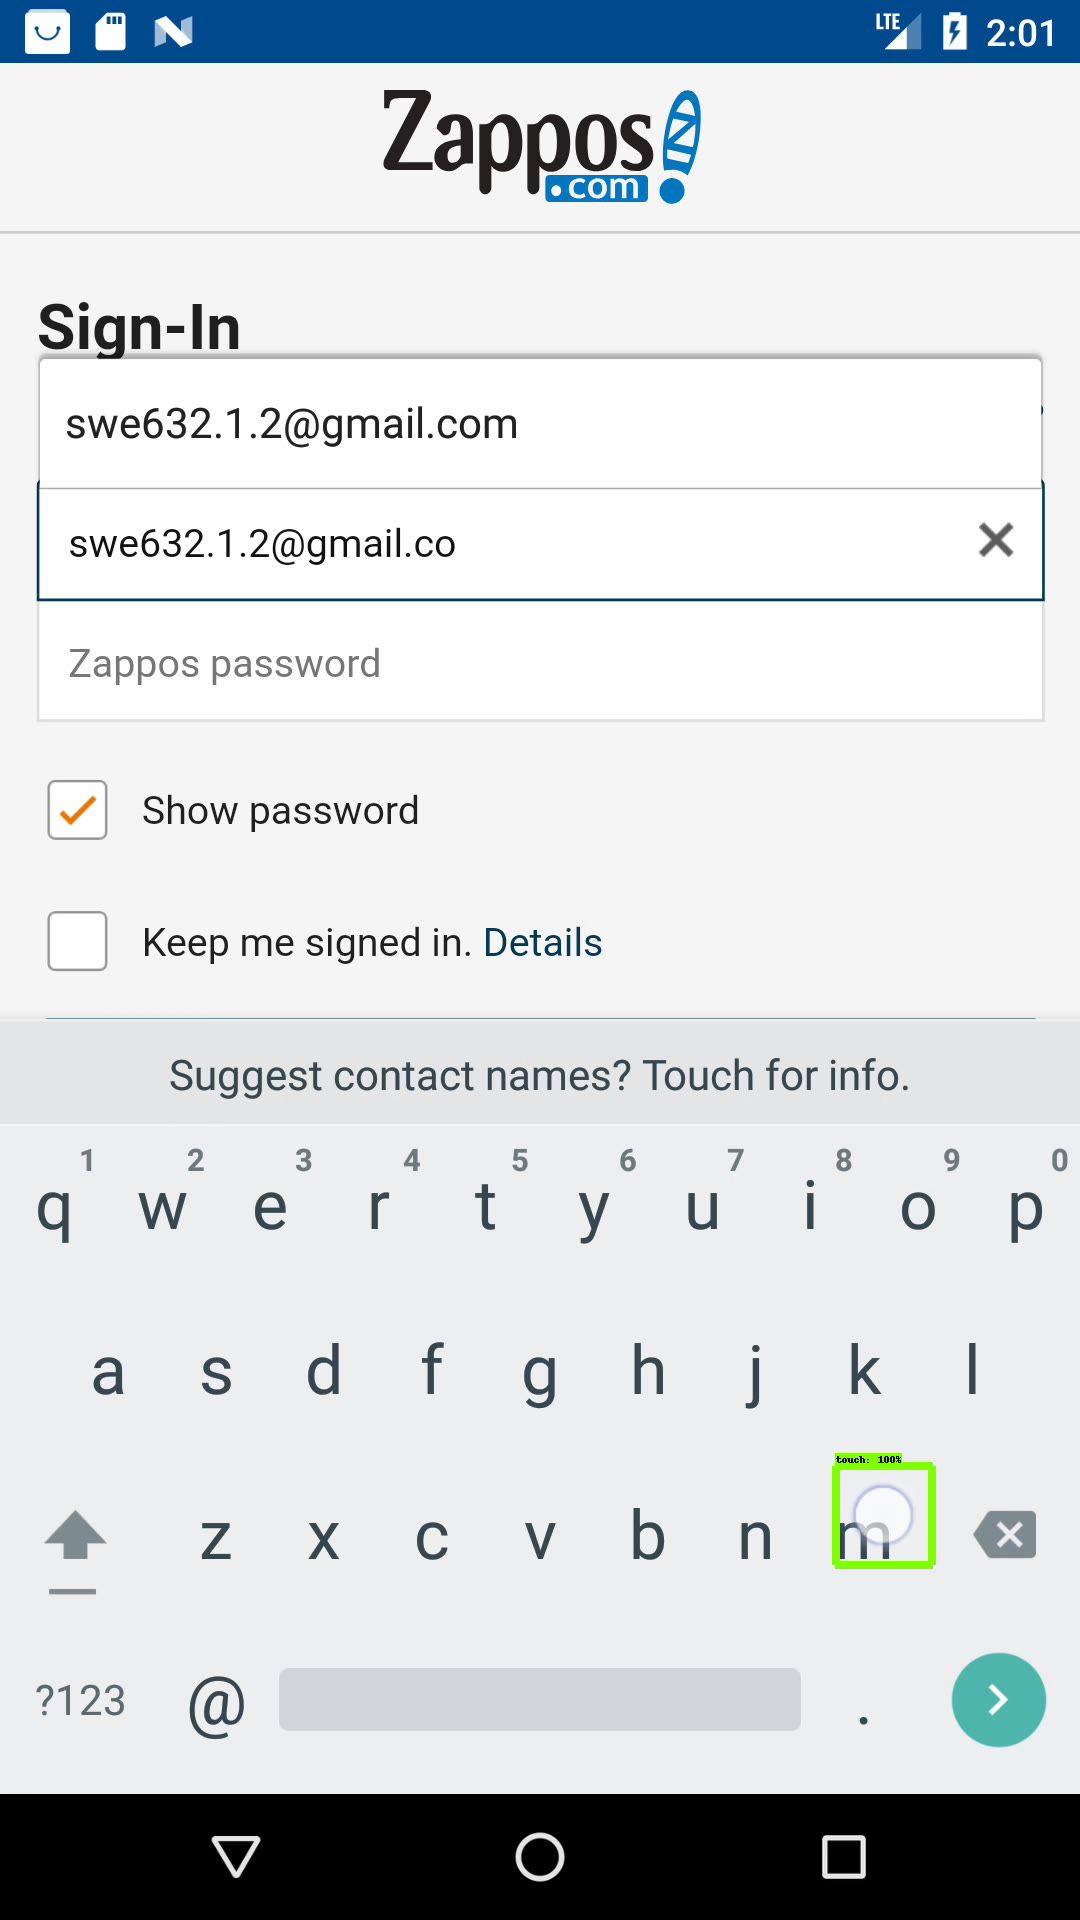 LTE 2:01
Zappos
.com
Sign-In
swe632.1.2@gmail.com
swe632.1.2@gmail.co
Zappos password
Show password
Keep me signed in. Details
Suggest contact names? Touch for info.
1 2 3 4 5 6 7 8 9 0
q w e r t y u i o p
a s d f g h j k l
touch: 100%
z x c v b n m
?123 @ .